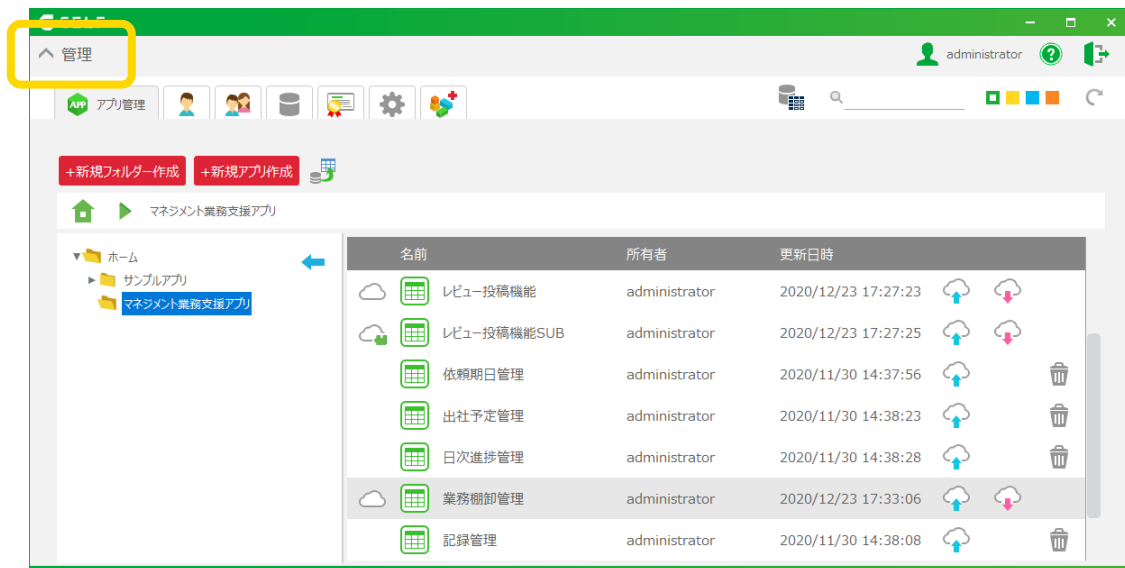 管理
administrator
?
APP アプリ管理
+新規フォルダー作成 +新規アプリ作成
マネジメント業務支援アプリ
ホーム
サンプルアプリ
マネジメント業務支援アプリ
名前 所有者 更新日時
レビュー投稿機能 administrator 2020/12/23 17:27:23
レビュー投稿機能SUB administrator 2020/12/23 17:27:25
依頼期日管理 administrator 2020/11/30 14:37:56
出社予定管理 administrator 2020/11/30 14:38:23
日次進捗管理 administrator 2020/11/30 14:38:28
業務棚卸管理 administrator 2020/12/23 17:33:06
記録管理 administrator 2020/11/30 14:38:08